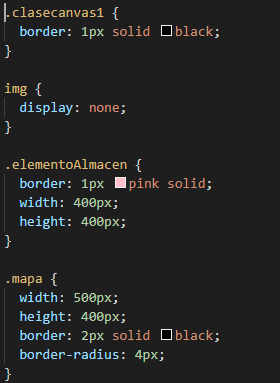 .clasecanvas1 {
border: 1px solid black;
}
img {
display: none;
}
.elementoAlmacen {
border: 1px pink solid;
width: 400px;
height: 400px;
}
.mapa {
width: 500px;
height: 400px;
border: 2px solid black;
border-radius: 4px;
}